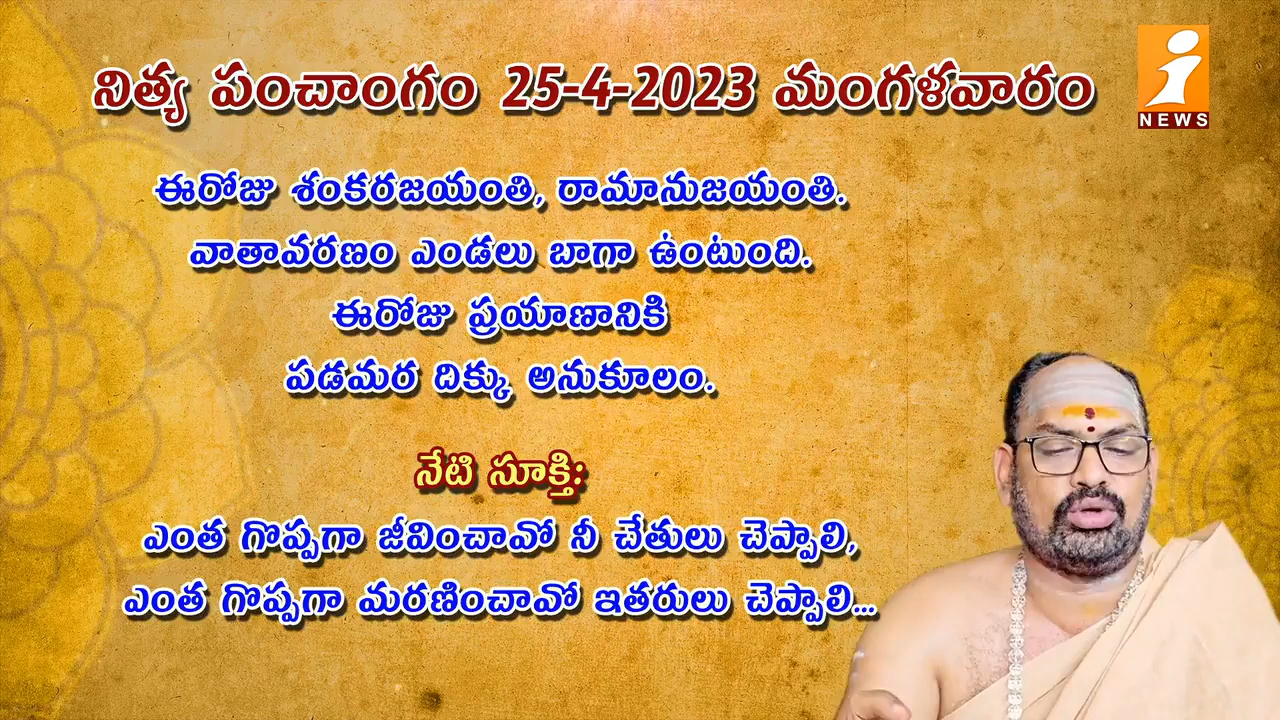 నిత్య పంచాంగం 25-4-2023 మంగళవారం
i
NEWS
ఈరోజు శంకరజయంతి, రామానుజయంతి.
వాతావరణం ఎండలు బాగా ఉంటుంది.
ఈరోజు ప్రయాణానికి
పడమర దిక్కు అనుకూలం.
నేటి సూక్తి:
ఎంత గొప్పగా జీవించావో నీ చేతులు చెప్పాలి,
ఎంత గొప్పగా మరణించావో ఇతరులు చెప్పాలి...